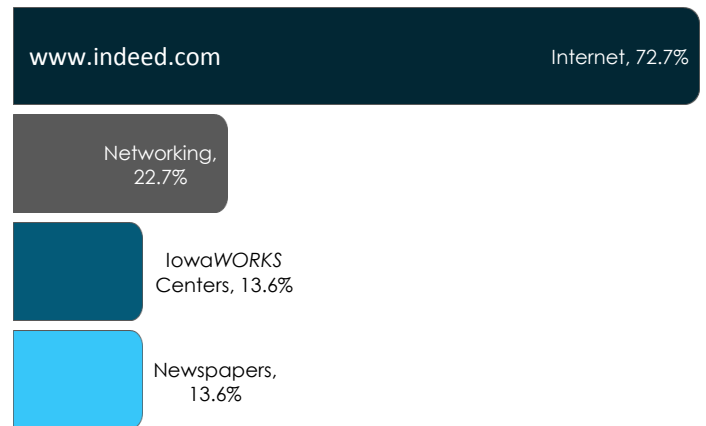 www.indeed.com
Internet, 72.7%
Networking,
22.7%
IowaWORKS
Centers, 13.6%
Newspapers,
13.6%